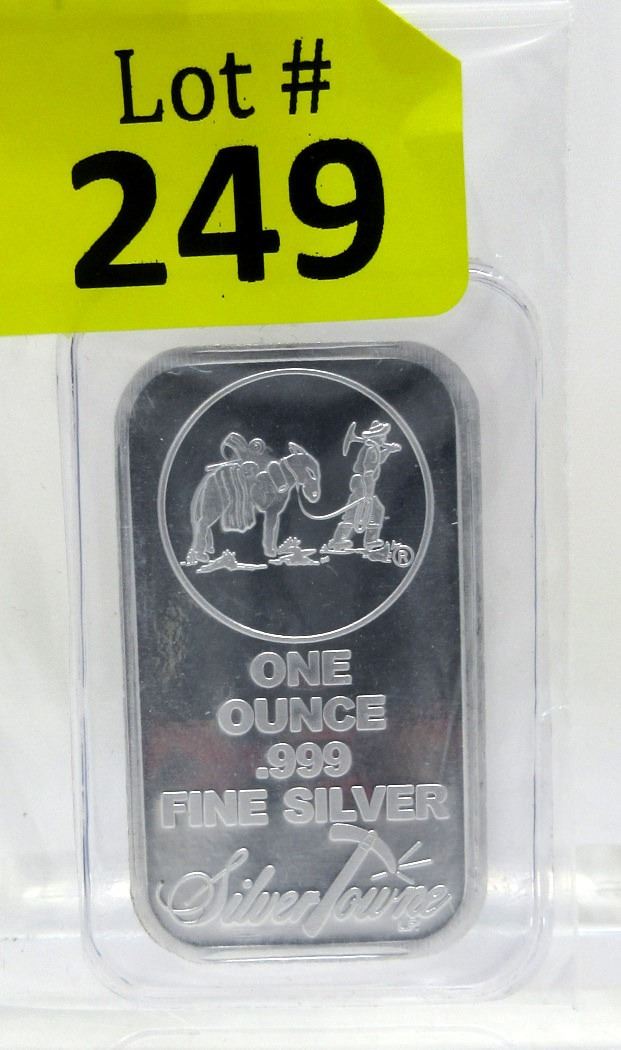 Lot #
249
®
ONE
OUNCE
.999
FINE SILVER
SilverTowne